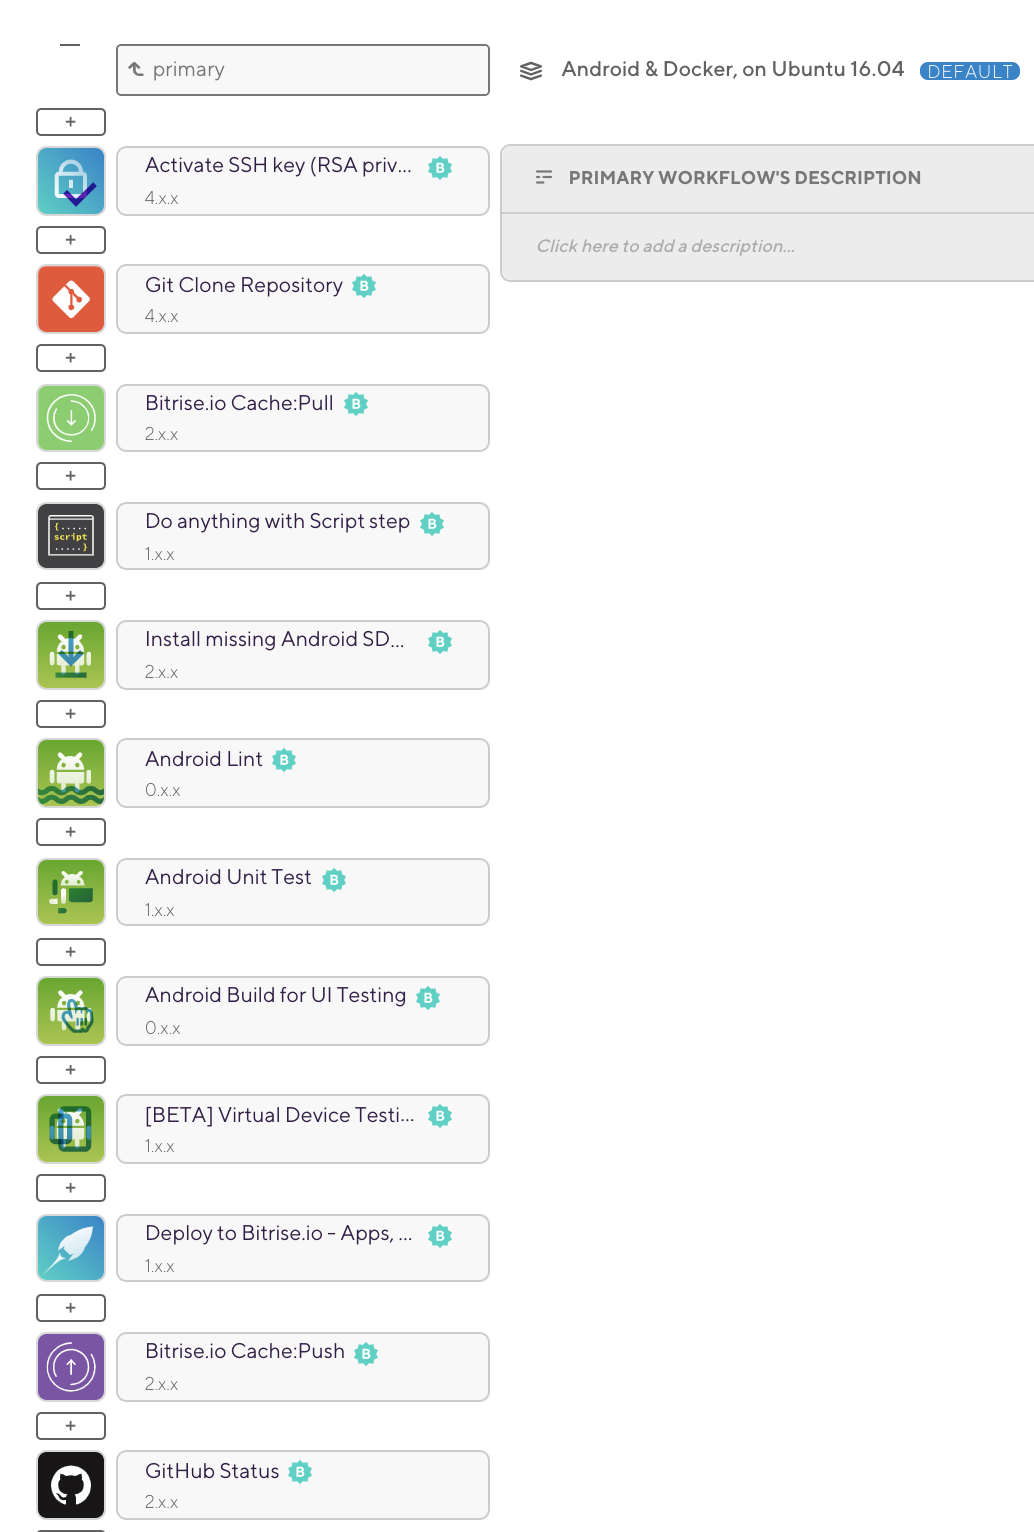 primary
Android & Docker, on Ubuntu 16.04 DEFAULT
+
Activate SSH key (RSA priv... B
4.x.x
PRIMARY WORKFLOW'S DESCRIPTION
Click here to add a description...
+
Git Clone Repository B
4.x.x
+
Bitrise.io Cache:Pull B
2.x.x
+
{.....
script
.....}
Do anything with Script step B
1.x.x
+
Install missing Android SD... B
2.x.x
+
Android Lint B
0.x.x
+
Android Unit Test B
1.x.x
+
Android Build for UI Testing B
0.x.x
+
[BETA] Virtual Device Testi... B
1.x.x
+
Deploy to Bitrise.io - Apps, ... B
1.x.x
+
Bitrise.io Cache:Push B
2.x.x
+
GitHub Status B
2.x.x